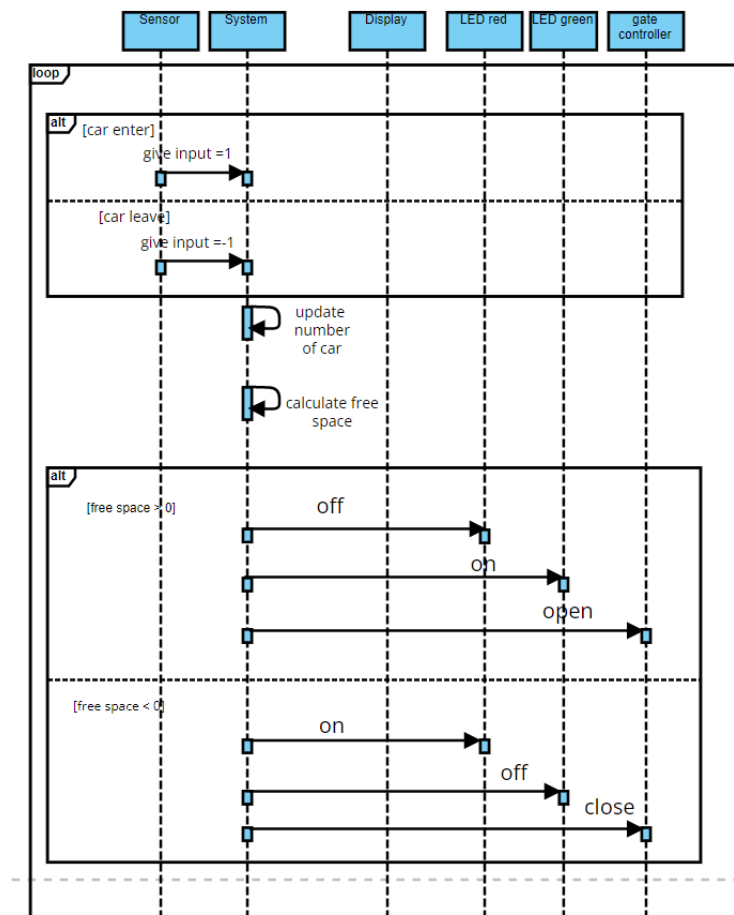 Sensor
System
Display
LED red
LED green
gate
controller
loop
alt
[car enter]
give input =1
[car leave]
give input =-1
update
number
of car
calculate free
space
alt
[free space > 0]
off
on
open
[free space < 0]
on
off
close